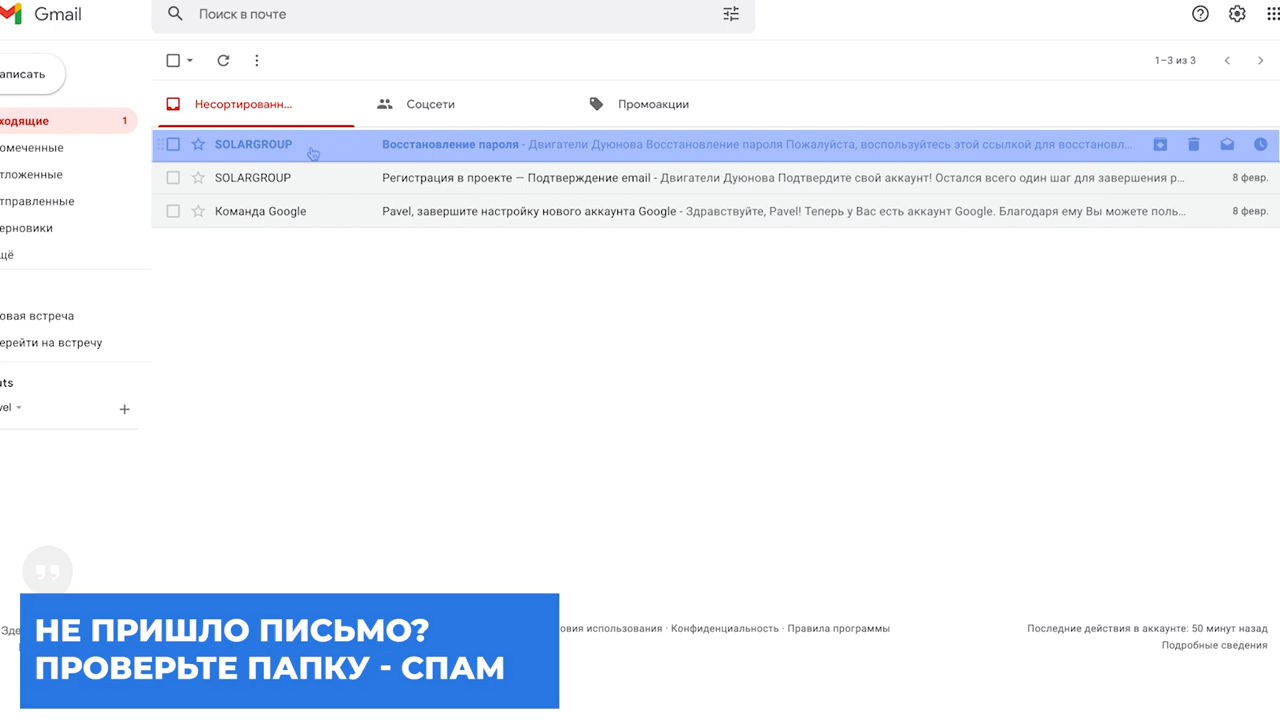 Gmail
Поиск в почте
аписать
1–3 из 3
Несортированн...
Соцсети
Промоакции
ходящие 1
SOLARGROUP Восстановление пароля - Двигатели Дуюнова Восстановление пароля Пожалуйста, воспользуйтесь этой ссылкой для восстановл...
омеченные
тложенные
SOLARGROUP Регистрация в проекте — Подтверждение email - Двигатели Дуюнова Подтвердите свой аккаунт! Остался всего один шаг для завершения р... 8 февр.
тправленные
Команда Google Pavel, завершите настройку нового аккаунта Google - Здравствуйте, Pavel! Теперь у Вас есть аккаунт Google. Благодаря ему Вы можете поль... 8 февр.
ерновики
щё
овая встреча
ерейти на встречу
uts
vel
НЕ ПРИШЛО ПИСЬМО?
ПРОВЕРЬТЕ ПАПКУ - СПАМ
Зде
овия использования · Конфиденциальность · Правила программы
Последние действия в аккаунте: 50 минут назад
Подробные сведения